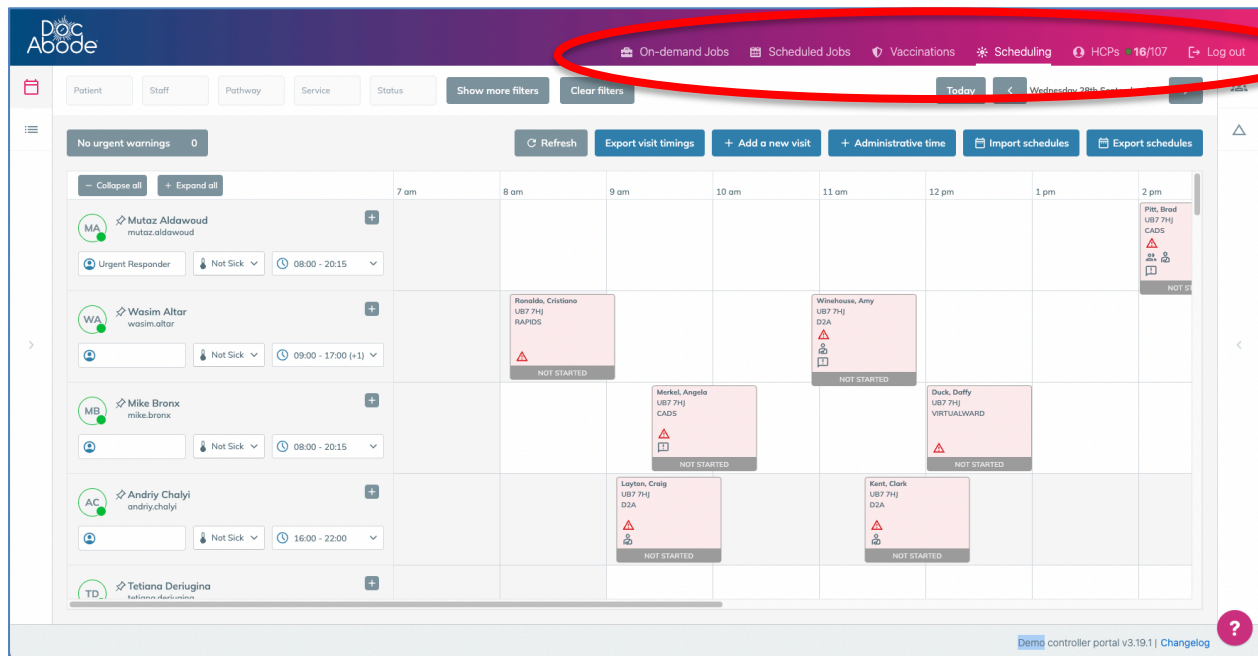 Doc
Abode
On-demand Jobs Scheduled Jobs Vaccinations Scheduling HCPs 16/107 Log out
Patient Staff Pathway Service Status Show more filters Clear filters Today Wednesday 28th
No urgent warnings 0 Refresh Export visit timings + Add a new visit + Administrative time Import schedules Export schedules
− Collapse all + Expand all 7 am 8 am 9 am 10 am 11 am 12 pm 1 pm 2 pm
MA Mutaz Aldawoud
mutaz.aldawoud
Urgent Responder Not Sick 08:00 - 20:15
Pitt, Brad
UB7 7HJ
CADS
NOT ST
WA Wasim Altar
wasim.altar
Not Sick 09:00 - 17:00 (+1)
Ronaldo, Cristiano
UB7 7HJ
RAPIDS
NOT STARTED
Winehouse, Amy
UB7 7HJ
D2A
NOT STARTED
MB Mike Bronx
mike.bronx
Not Sick 08:00 - 20:15
Merkel, Angela
UB7 7HJ
CADS
NOT STARTED
Duck, Daffy
UB7 7HJ
VIRTUALWARD
NOT STARTED
AC Andriy Chalyi
andriy.chalyi
Not Sick 16:00 - 22:00
Layton, Craig
UB7 7HJ
D2A
NOT STARTED
Kent, Clark
UB7 7HJ
D2A
NOT STARTED
TD Tetiana Deriugina
tetiana.deriugina
?
Demo controller portal v3.19.1 | Changelog